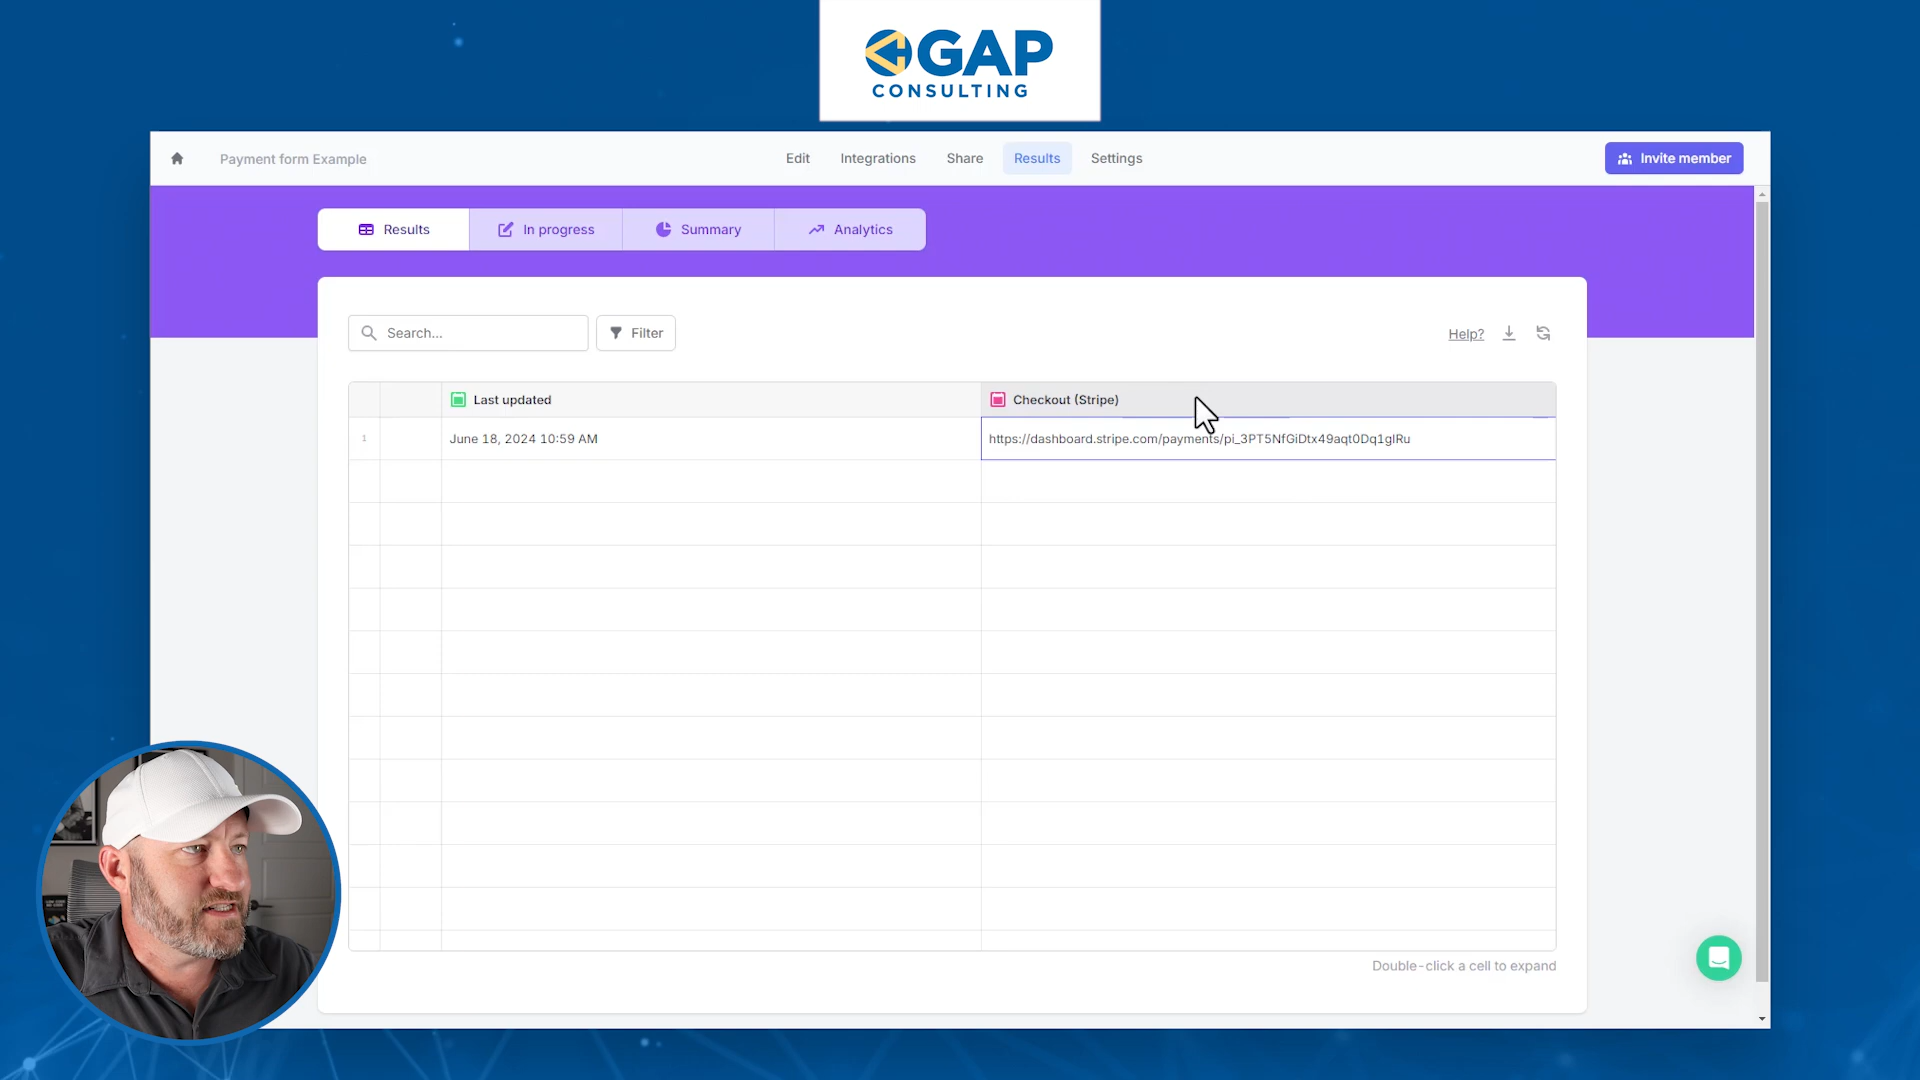 GAP
CONSULTING
Payment form Example
Edit
Integrations
Share
Results
Settings
Invite member
Results
In progress
Summary
Analytics
Search...
Filter
Help?
Last updated
Checkout (Stripe)
1
June 18, 2024 10:59 AM
https://dashboard.stripe.com/payments/pi_3PT5NfGiDtx49aqt0Dq1gIRu
Double-click a cell to expand